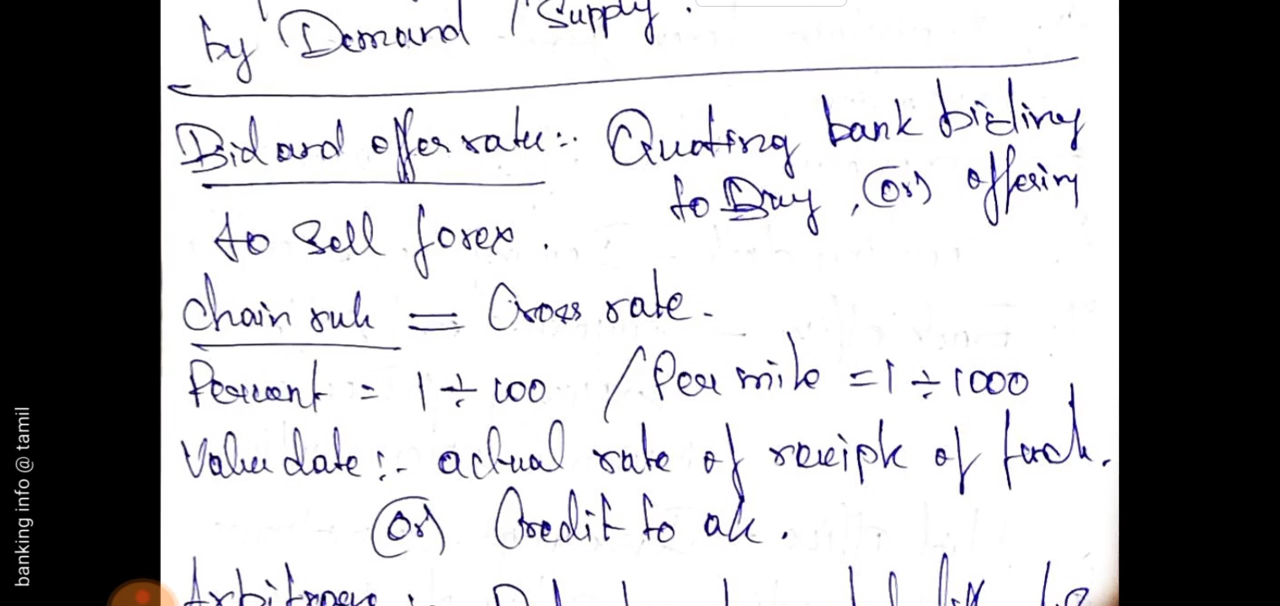 by Demand / Supply.
Bid and offer rate:- Quoting bank biding
to Buy, (Or) offering
to Sell forex.
Chain rule = Cross rate.
Percent = 1 ÷ 100 / Per mile = 1 ÷ 1000
Value date:- actual rate of receipt of fund.
(Or) Credit to a/c.
Arbitrage :-
banking info @ tamil